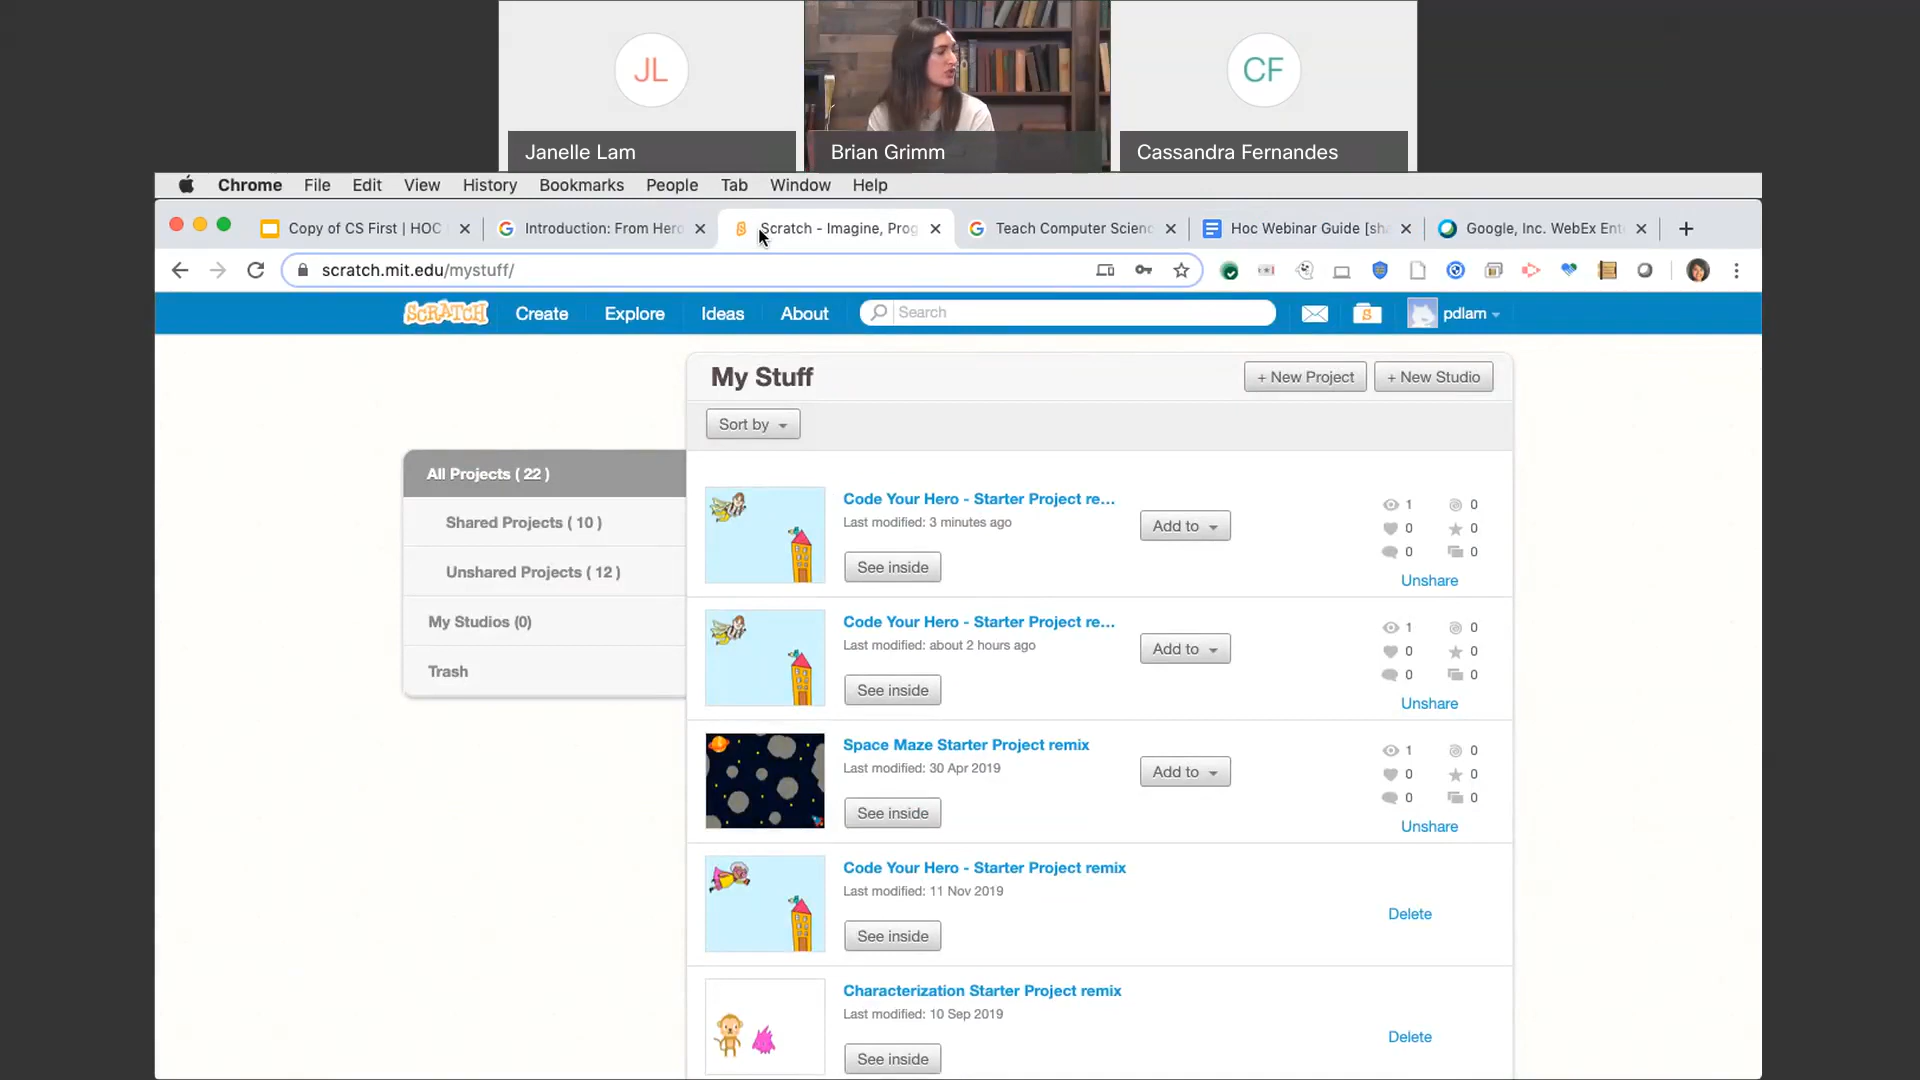 JL
CF
Janelle Lam
Brian Grimm
Cassandra Fernandes
Chrome File Edit View History Bookmarks People Tab Window Help
Copy of CS First | HOC
Introduction: From Hero
Scratch - Imagine, Prog
Teach Computer Scienc
Hoc Webinar Guide [sha
Google, Inc. WebEx Ent
scratch.mit.edu/mystuff/
SCRATCH Create Explore Ideas About Search pdlam
My Stuff
+ New Project + New Studio
Sort by
All Projects ( 22 )
Shared Projects ( 10 )
Unshared Projects ( 12 )
My Studios (0)
Trash
Code Your Hero - Starter Project re...
Last modified: 3 minutes ago
See inside
Add to
1 0
0 0
0 0
Unshare
Code Your Hero - Starter Project re...
Last modified: about 2 hours ago
See inside
Add to
1 0
0 0
0 0
Unshare
Space Maze Starter Project remix
Last modified: 30 Apr 2019
See inside
Add to
1 0
0 0
0 0
Unshare
Code Your Hero - Starter Project remix
Last modified: 11 Nov 2019
See inside
Delete
Characterization Starter Project remix
Last modified: 10 Sep 2019
See inside
Delete